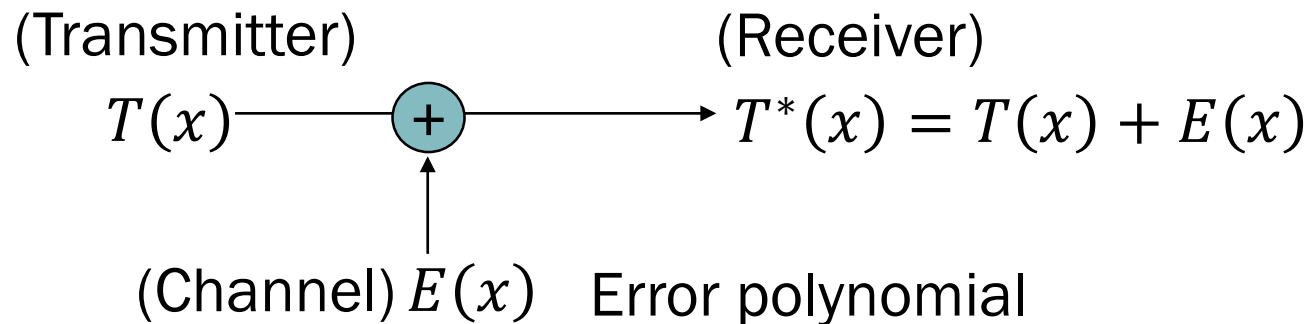 (Transmitter) (Receiver)
T(x) + T*(x) = T(x) + E(x)
(Channel) E(x) Error polynomial